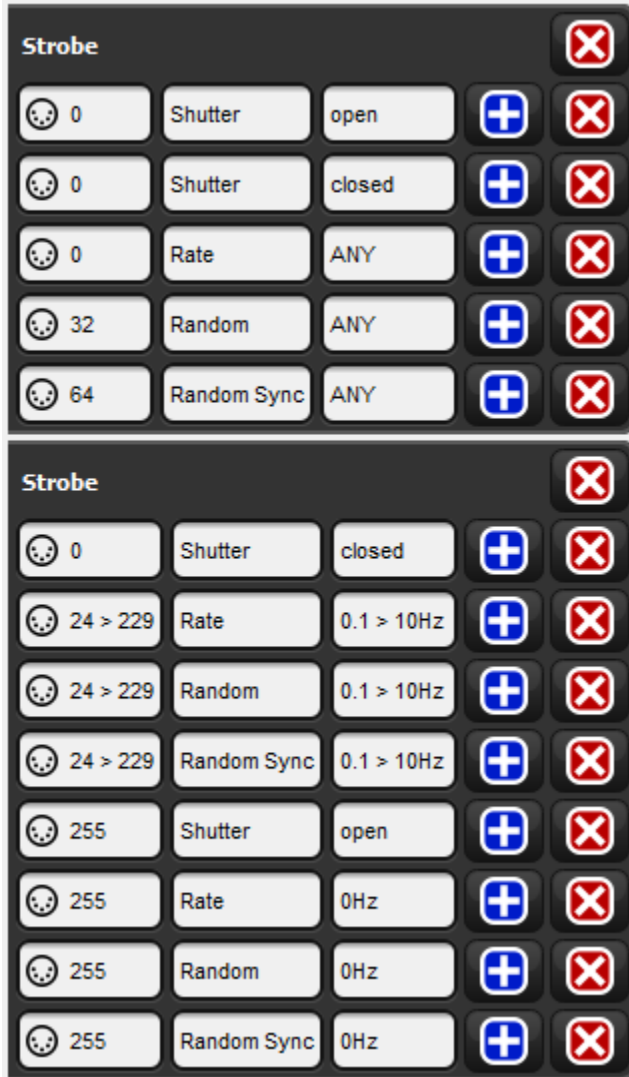 Strobe
0 Shutter open
0 Shutter closed
0 Rate ANY
32 Random ANY
64 Random Sync ANY
Strobe
0 Shutter closed
24 > 229 Rate 0.1 > 10Hz
24 > 229 Random 0.1 > 10Hz
24 > 229 Random Sync 0.1 > 10Hz
255 Shutter open
255 Rate 0Hz
255 Random 0Hz
255 Random Sync 0Hz